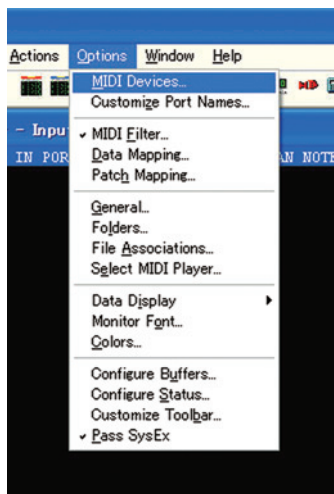 Actions Options Window Help
MIDI Devices...
Customize Port Names...
- Inpu
MIDI Filter...
IN POR
Data Mapping...
AN NOTE
Patch Mapping...
General...
Folders...
File Associations...
Select MIDI Player...
Data Display
Monitor Font...
Colors...
Configure Buffers...
Configure Status...
Customize Toolbar...
Pass SysEx